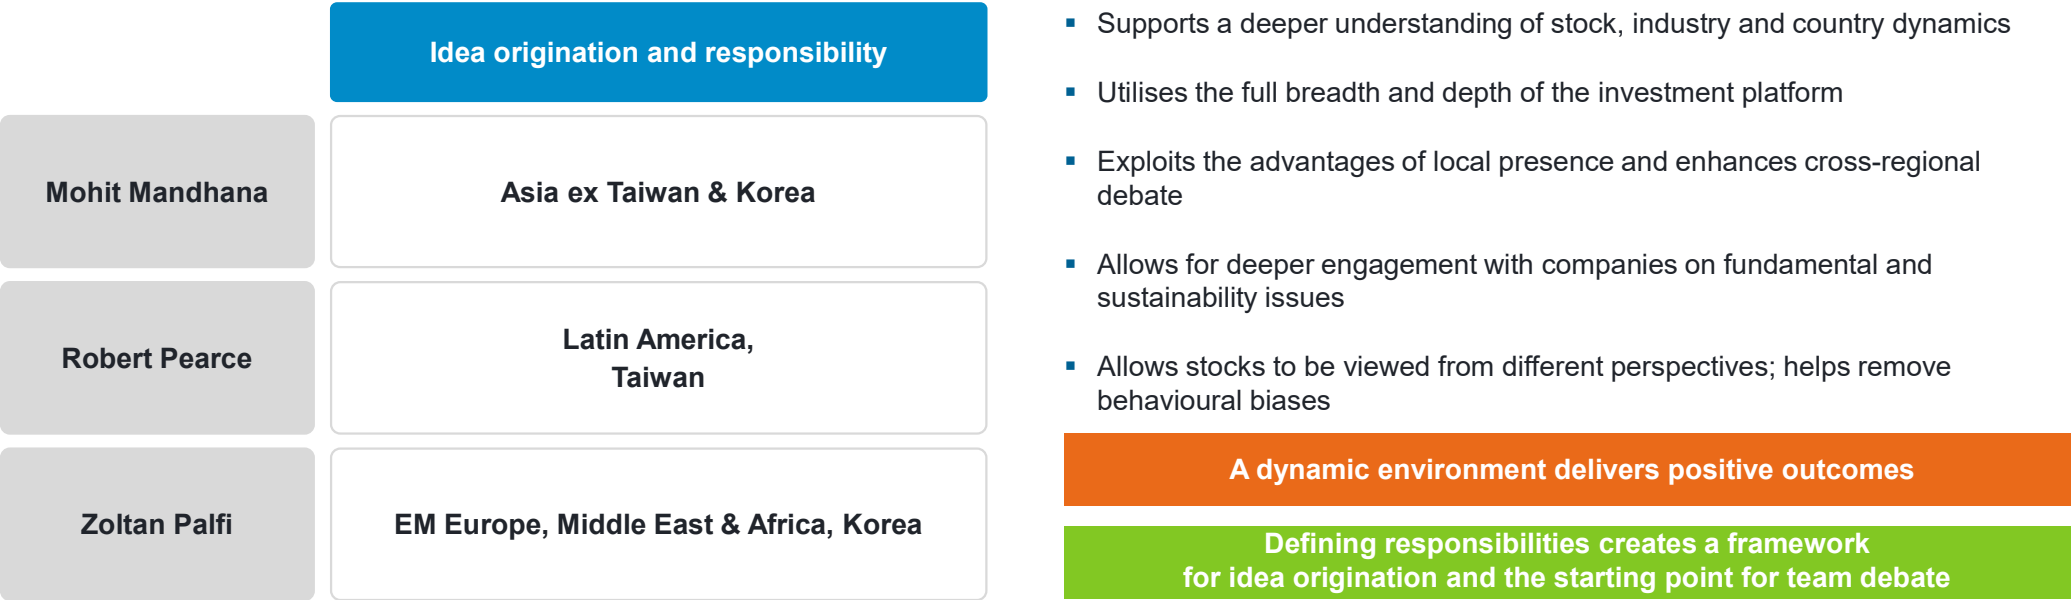 Idea origination and responsibility
Mohit Mandhana
Asia ex Taiwan & Korea
Robert Pearce
Latin America,
Taiwan
Zoltan Palfi
EM Europe, Middle East & Africa, Korea
▪ Supports a deeper understanding of stock, industry and country dynamics
▪ Utilises the full breadth and depth of the investment platform
▪ Exploits the advantages of local presence and enhances cross-regional
debate
▪ Allows for deeper engagement with companies on fundamental and
sustainability issues
▪ Allows stocks to be viewed from different perspectives; helps remove
behavioural biases
A dynamic environment delivers positive outcomes
Defining responsibilities creates a framework
for idea origination and the starting point for team debate